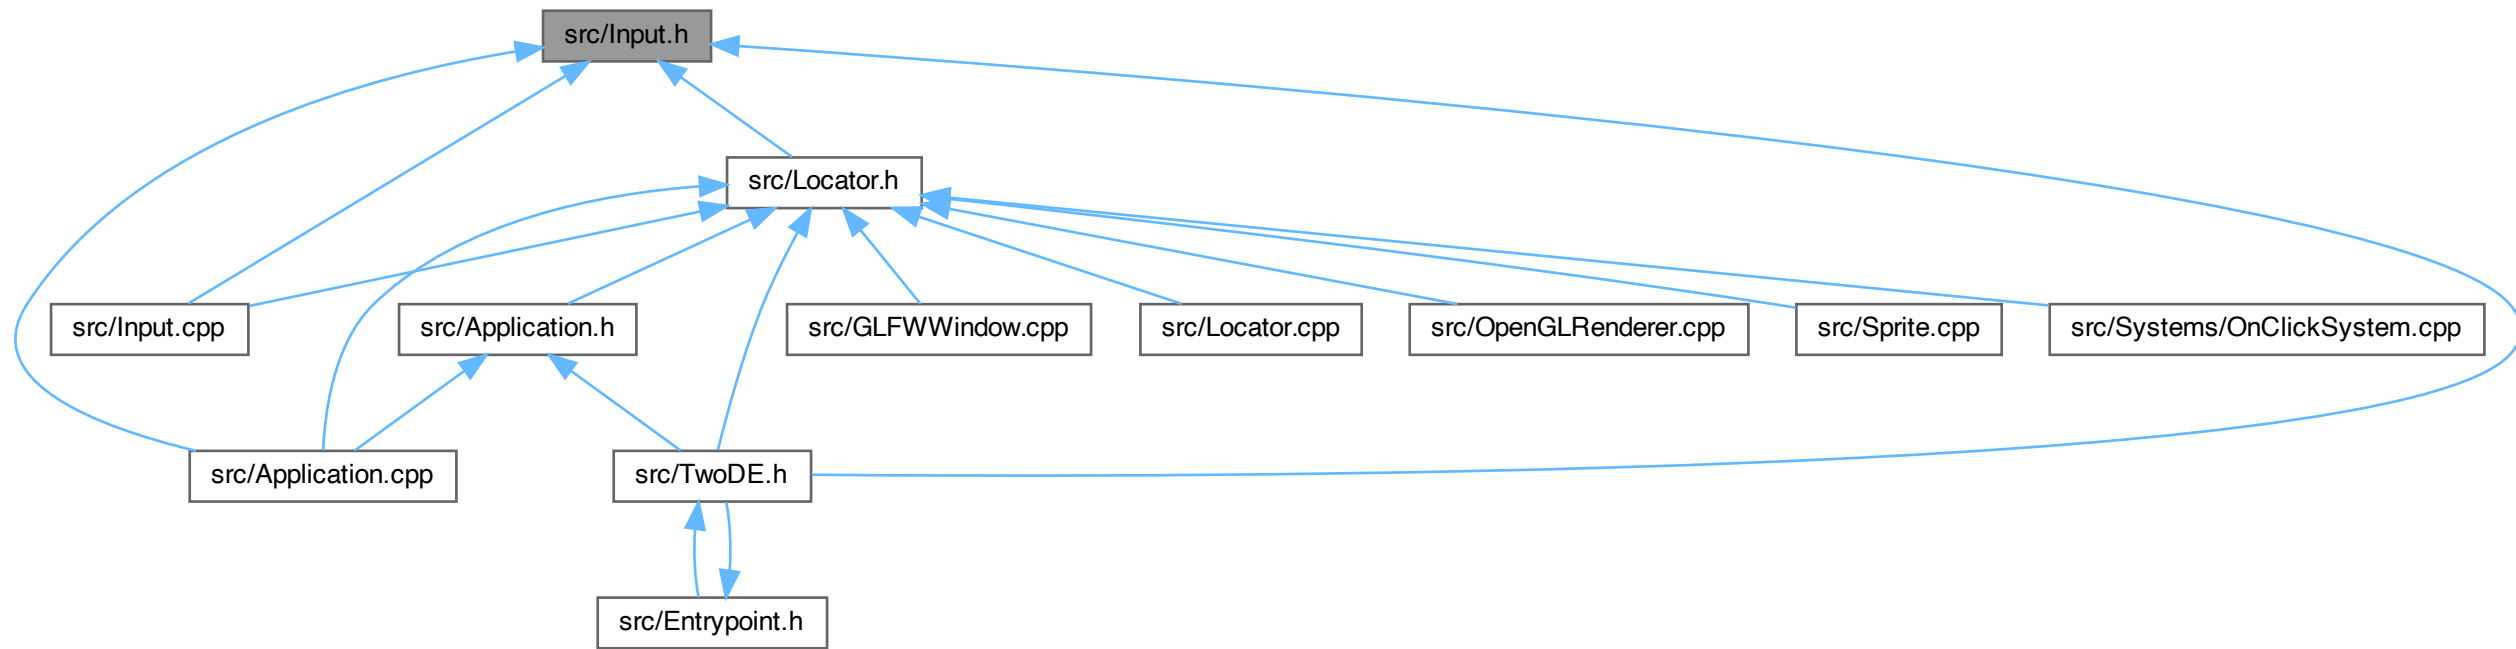 src/Input.h
src/Locator.h
src/Input.cpp
src/Application.h
src/GLFWWindow.cpp
src/Locator.cpp
src/OpenGLRenderer.cpp
src/Sprite.cpp
src/Systems/OnClickSystem.cpp
src/Application.cpp
src/TwoDE.h
src/Entrypoint.h